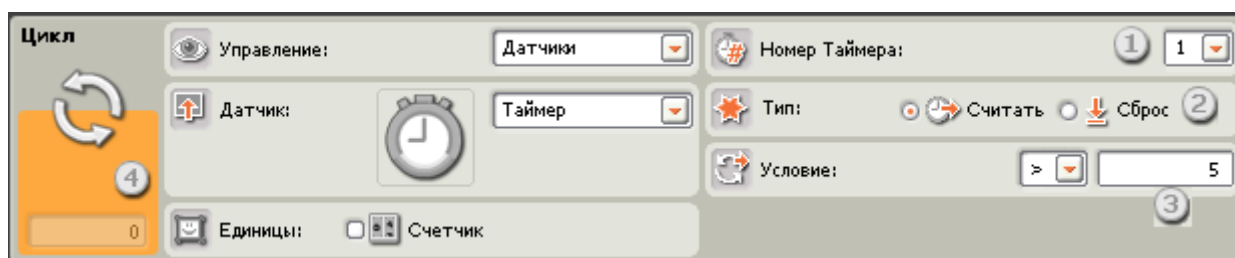 Цикл
4
0
Управление: Датчики
Датчик: Таймер
Единицы: Счетчик
# Номер Таймера: 1 1
Тип: Считать Сброс 2
Условие: > 5
3